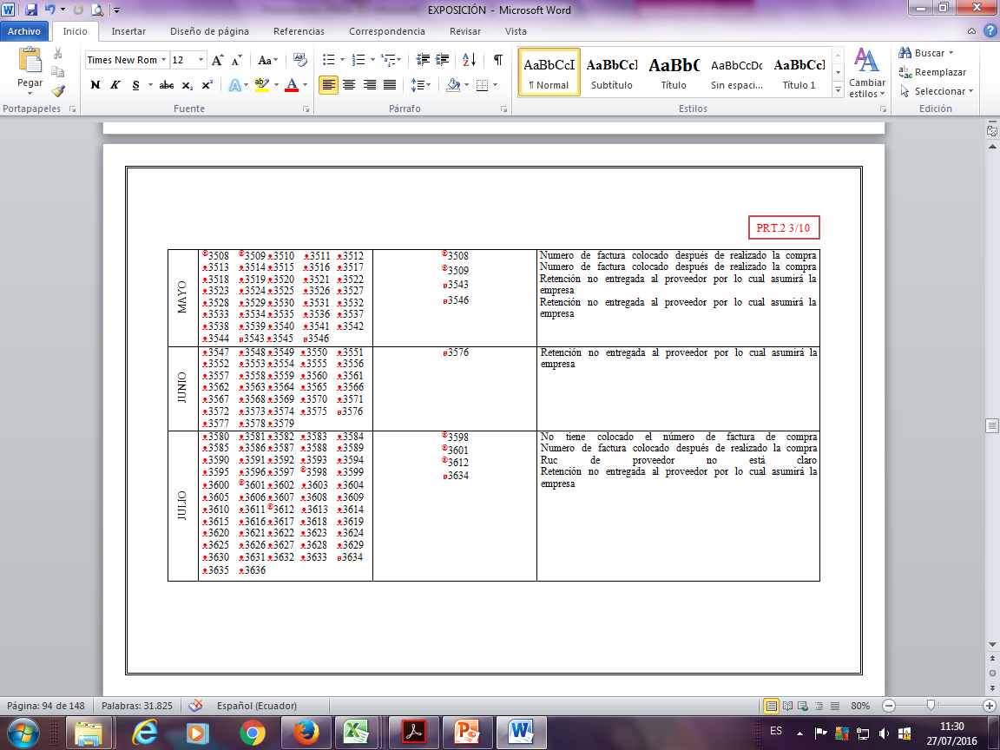 EXPOSICIÓN - Microsoft Word
Archivo Inicio Insertar Diseño de página Referencias Correspondencia Revisar Vista
Times New Rom 12 Aa
Pegar
N K S abc x₂ x²
AaBbCcI AaBbCcl AaBbC AaBbCcDc AaBbCcl
¶ Normal Subtítulo Título Sin espaci... Título 1
Cambiar estilos
Buscar
Reemplazar
Seleccionar
Portapapeles Fuente Párrafo Estilos Edición
PRT.2 3/10
MAYO
3508 3509 3510 3511 3512
3513 3514 3515 3516 3517
3518 3519 3520 3521 3522
3523 3524 3525 3526 3527
3528 3529 3530 3531 3532
3533 3534 3535 3536 3537
3538 3539 3540 3541 3542
3544 B3543 3545 B3546
3508
3509
B3543
B3546
Numero de factura colocado después de realizado la compra
Numero de factura colocado después de realizado la compra
Retención no entregada al proveedor por lo cual asumirá la
empresa
Retención no entregada al proveedor por lo cual asumirá la
empresa
JUNIO
3547 3548 3549 3550 3551
3552 3553 3554 3555 3556
3557 3558 3559 3560 3561
3562 3563 3564 3565 3566
3567 3568 3569 3570 3571
3572 3573 3574 3575 B3576
3577 3578 3579
B3576
Retención no entregada al proveedor por lo cual asumirá la
empresa
JULIO
3580 3581 3582 3583 3584
3585 3586 3587 3588 3589
3590 3591 3592 3593 3594
3595 3596 3597 3598 3599
3600 3601 3602 3603 3604
3605 3606 3607 3608 3609
3610 3611 3612 3613 3614
3615 3616 3617 3618 3619
3620 3621 3622 3623 3624
3625 3626 3627 3628 3629
3630 3631 3632 3633 B3634
3635 3636
3598
3601
3612
B3634
No tiene colocado el número de factura de compra
Numero de factura colocado después de realizado la compra
Ruc de proveedor no está claro
Retención no entregada al proveedor por lo cual asumirá la
empresa
Página: 94 de 148 Palabras: 31.825 Español (Ecuador) 80%
ES
11:30
27/07/2016